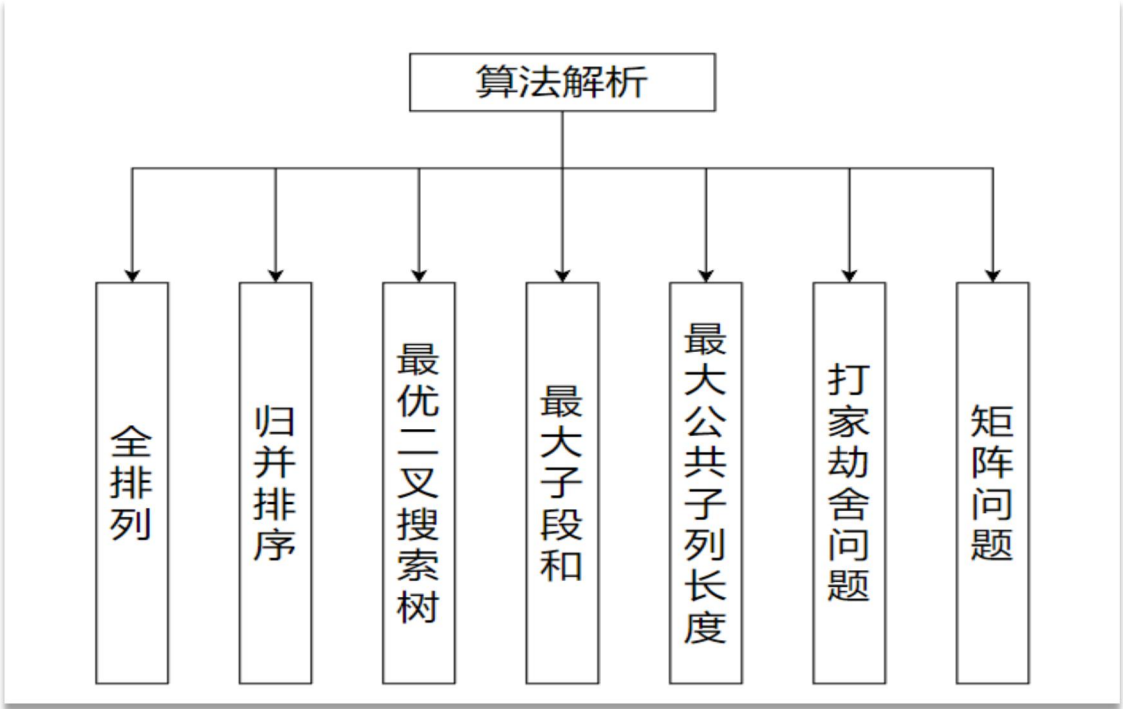 算法解析
全排列
归并排序
最优二叉搜索树
最大子段和
最大公共子列长度
打家劫舍问题
矩阵问题